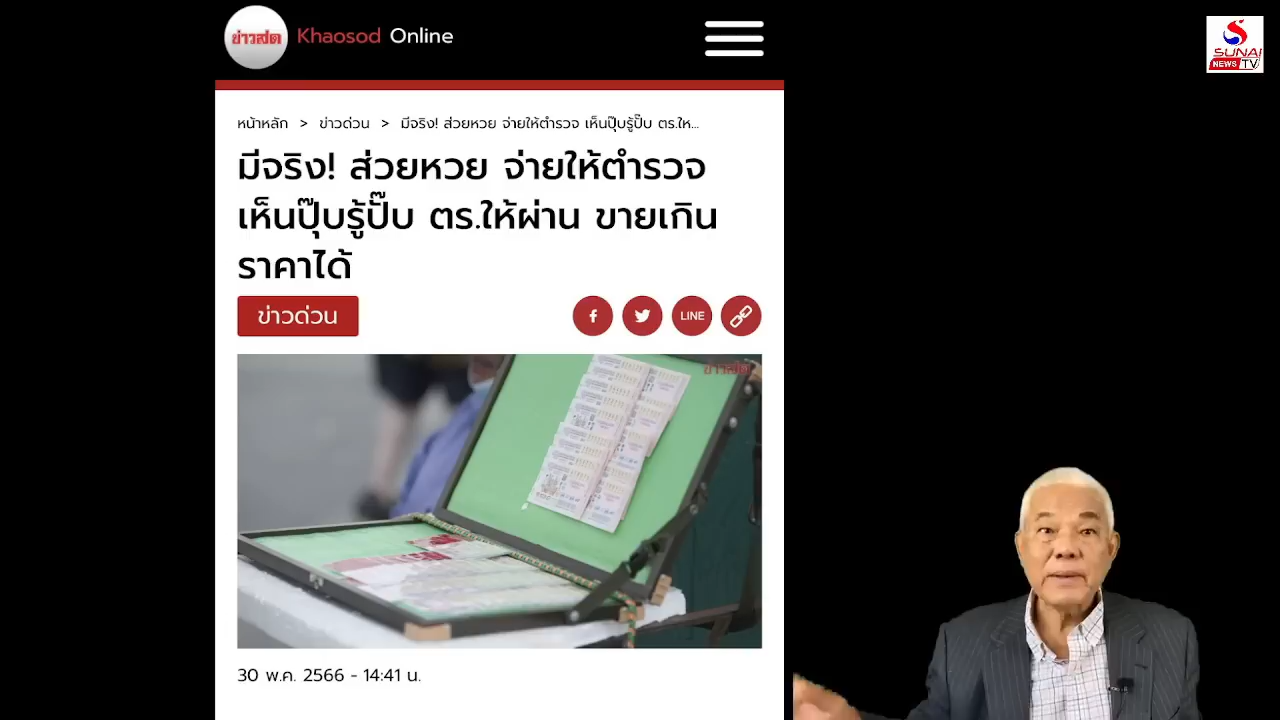 ข่าวสด Khaosod Online
SUNAI
NEWS TV
หน้าหลัก > ข่าวด่วน > มีจริง! ส่วยหวย จ่ายให้ตำรวจ เห็นปุ๊บรู้ปั๊บ ตร.ให...
มีจริง! ส่วยหวย จ่ายให้ตำรวจ
เห็นปุ๊บรู้ปั๊บ ตร.ให้ผ่าน ขายเกิน
ราคาได้
ข่าวด่วน
LINE
ข่าวสด
30 พ.ค. 2566 - 14:41 น.